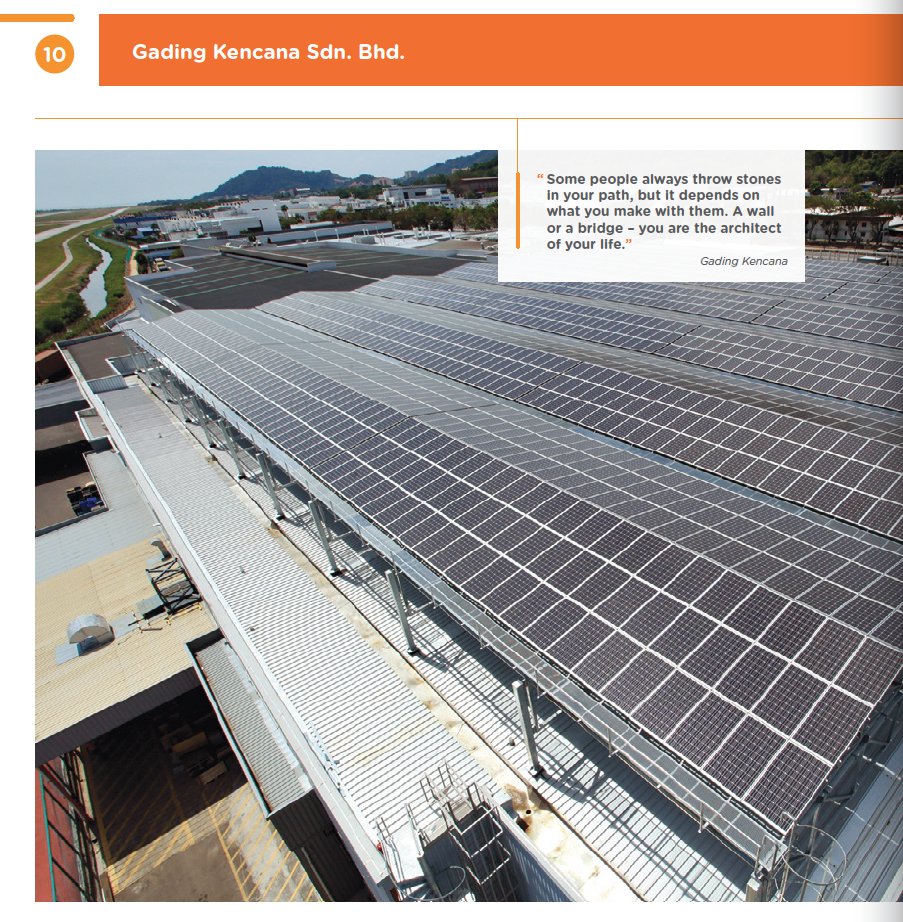 10
Gading Kencana Sdn. Bhd.
“Some people always throw stones
in your path, but it depends on
what you make with them. A wall
or a bridge – you are the architect
of your life.”
Gading Kencana